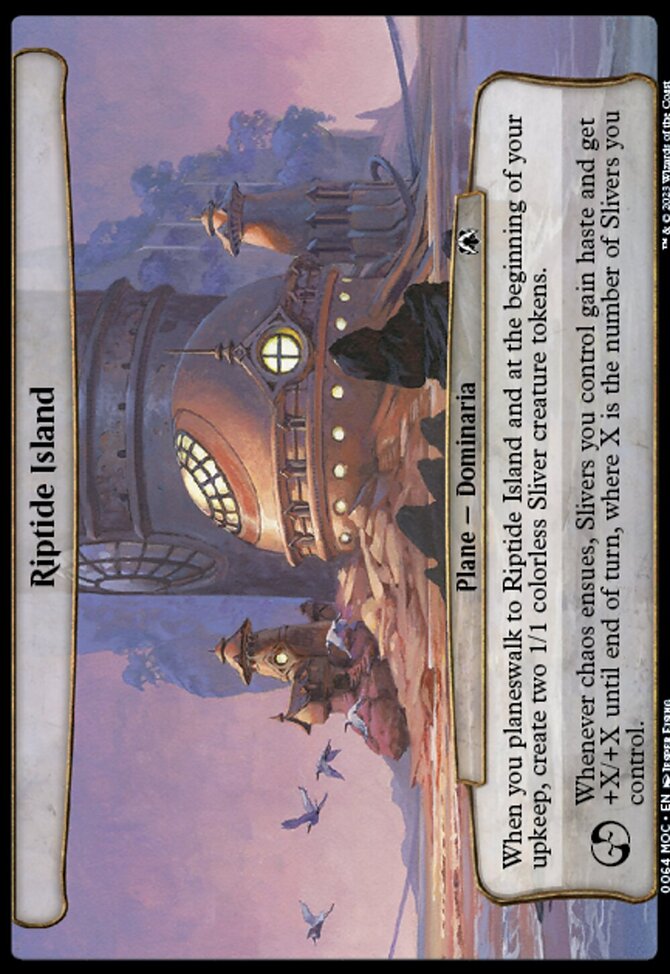 Riptide Island
Plane — Dominaria
When you planeswalk to Riptide Island and at the beginning of your
upkeep, create two 1/1 colorless Sliver creature tokens.
Whenever chaos ensues, Slivers you control gain haste and get
+X/+X until end of turn, where X is the number of Slivers you
control.
0064 MOC • EN Jesper Ejsing
™ & © 2023 Wizards of the Coast